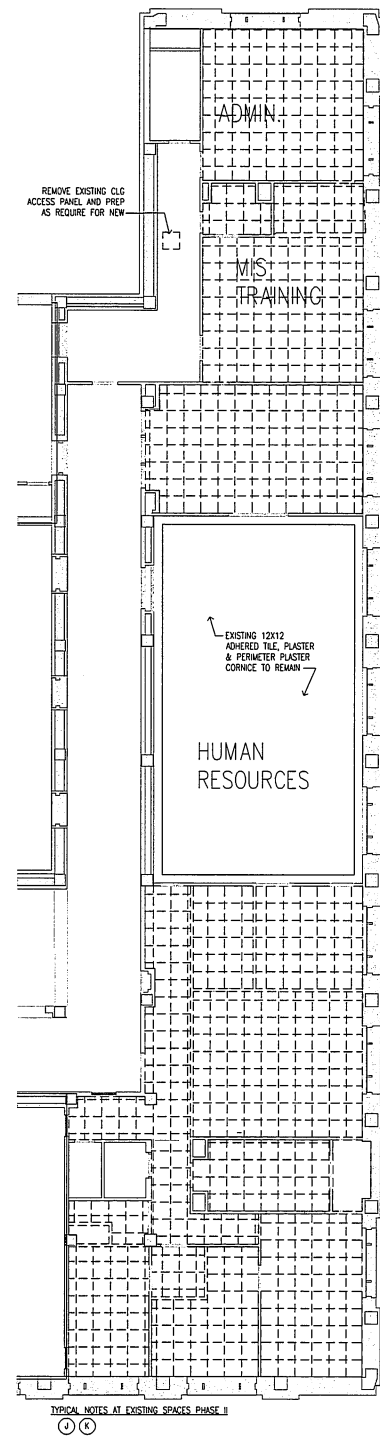 ADMIN.
REMOVE EXISTING CLG
ACCESS PANEL AND PREP
AS REQUIRE FOR NEW
MIS
TRAINING
EXISTING 12X12
ADHERED TILE, PLASTER
& PERIMETER PLASTER
CORNICE TO REMAIN
HUMAN
RESOURCES
TYPICAL NOTES AT EXISTING SPACES PHASE II
J K